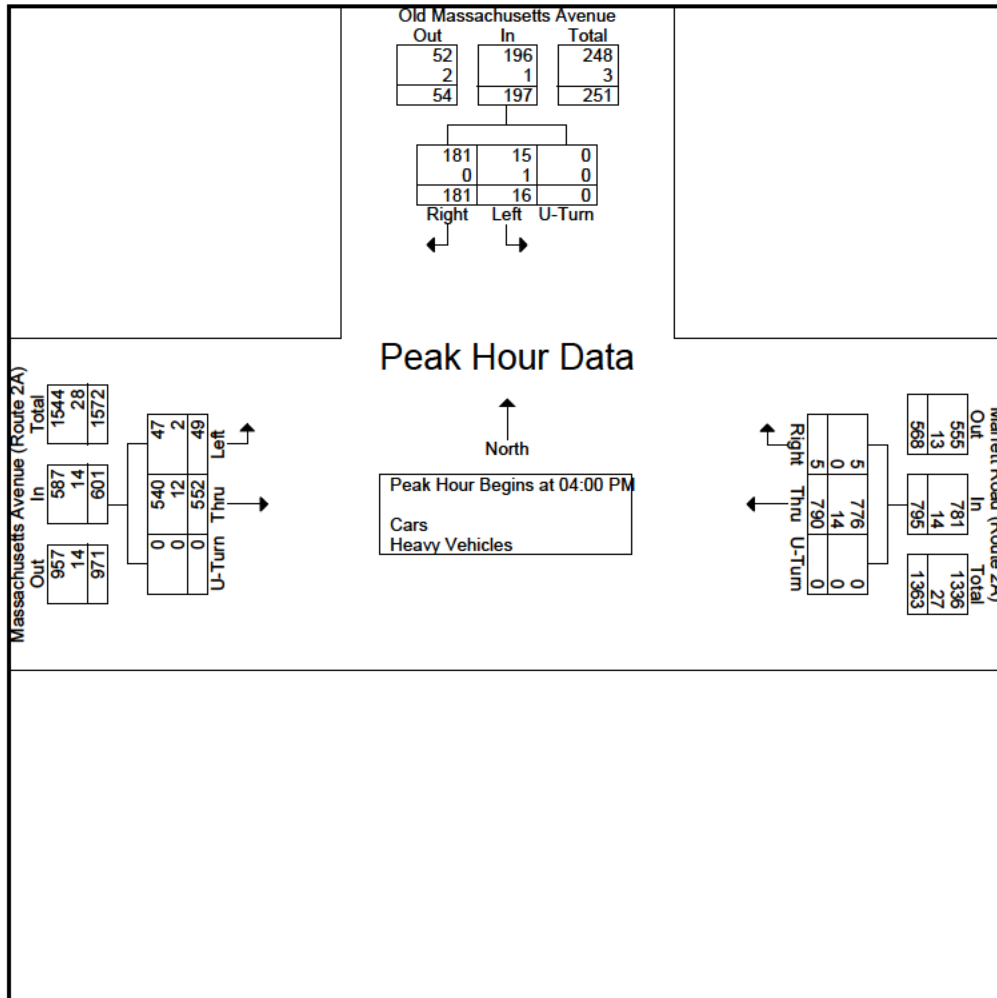 Old Massachusetts Avenue
Out In Total
52 196 248
2 1 3
54 197 251
181 15 0
0 1 0
181 16 0
Right Left U-Turn
Peak Hour Data
North
Peak Hour Begins at 04:00 PM
Cars
Heavy Vehicles
Massachusetts Avenue (Route 2A)
Out In Total
957 587 1544
14 14 28
971 601 1572
U-Turn Thru Left
0 540 47
0 12 2
0 552 49
Marrett Road (Route 2A)
Out In Total
555 781 1336
13 14 27
568 795 1363
Right Thru U-Turn
5 776 0
0 14 0
5 790 0